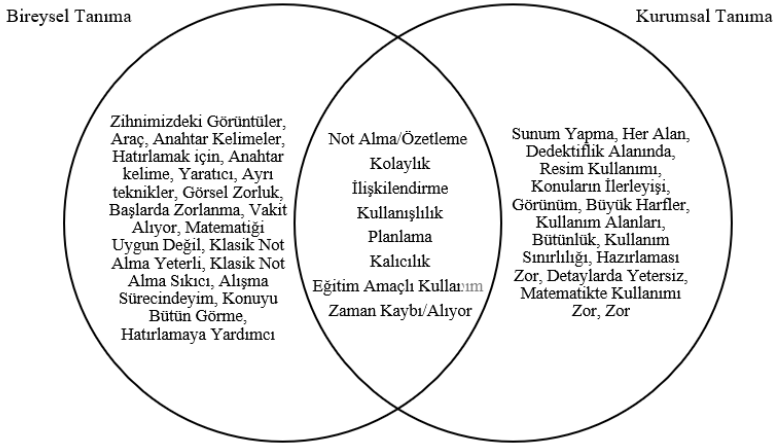 Bireysel Tanıma
Kurumsal Tanıma
Zihnimizdeki Görüntüler,
Araç, Anahtar Kelimeler,
Hatırlamak için, Anahtar
kelime, Yaratıcı, Ayrı
teknikler, Görsel Zorluk,
Başlarda Zorlanma, Vakit
Alıyor, Matematiği
Uygun Değil, Klasik Not
Alma Yeterli, Klasik Not
Alma Sıkıcı, Alışma
Sürecindeyim, Konuyu
Bütün Görme,
Hatırlamaya Yardımcı
Not Alma/Özetleme
Kolaylık
İlişkilendirme
Kullanışlılık
Planlama
Kalıcılık
Eğitim Amaçlı Kullanım
Zaman Kaybı/Alıyor
Sunum Yapma, Her Alan,
Dedektiflik Alanında,
Resim Kullanımı,
Konuların İlerleyişi,
Görünüm, Büyük Harfler,
Kullanım Alanları,
Bütünlük, Kullanım
Sınırlılığı, Hazırlaması
Zor, Detaylarda Yetersiz,
Matematikte Kullanımı
Zor, Zor